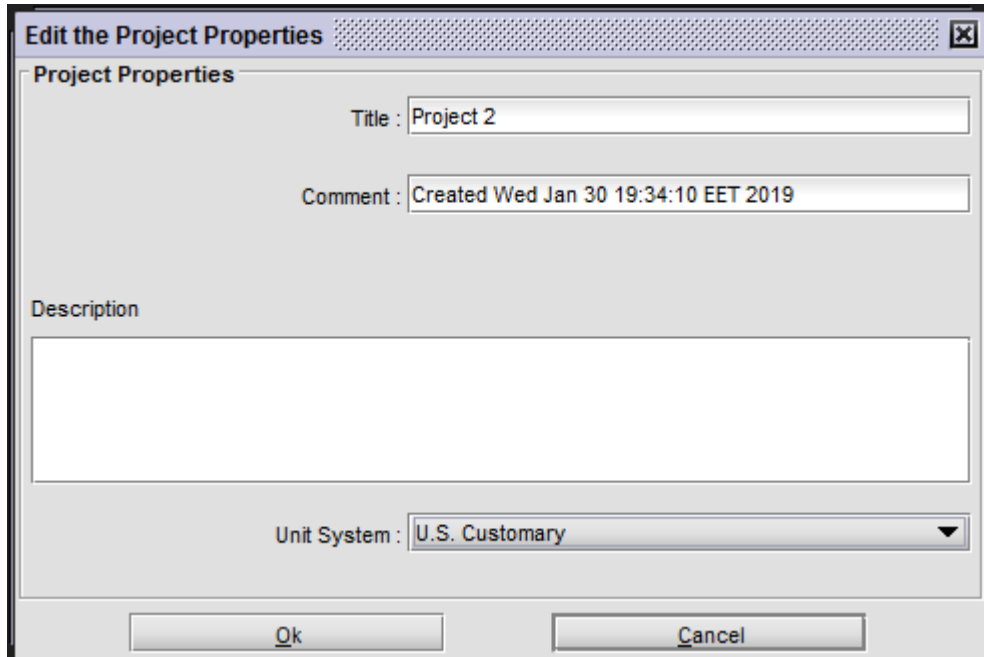 Edit the Project Properties
Project Properties
Title : Project 2
Comment : Created Wed Jan 30 19:34:10 EET 2019
Description
Unit System : U.S. Customary
Ok Cancel